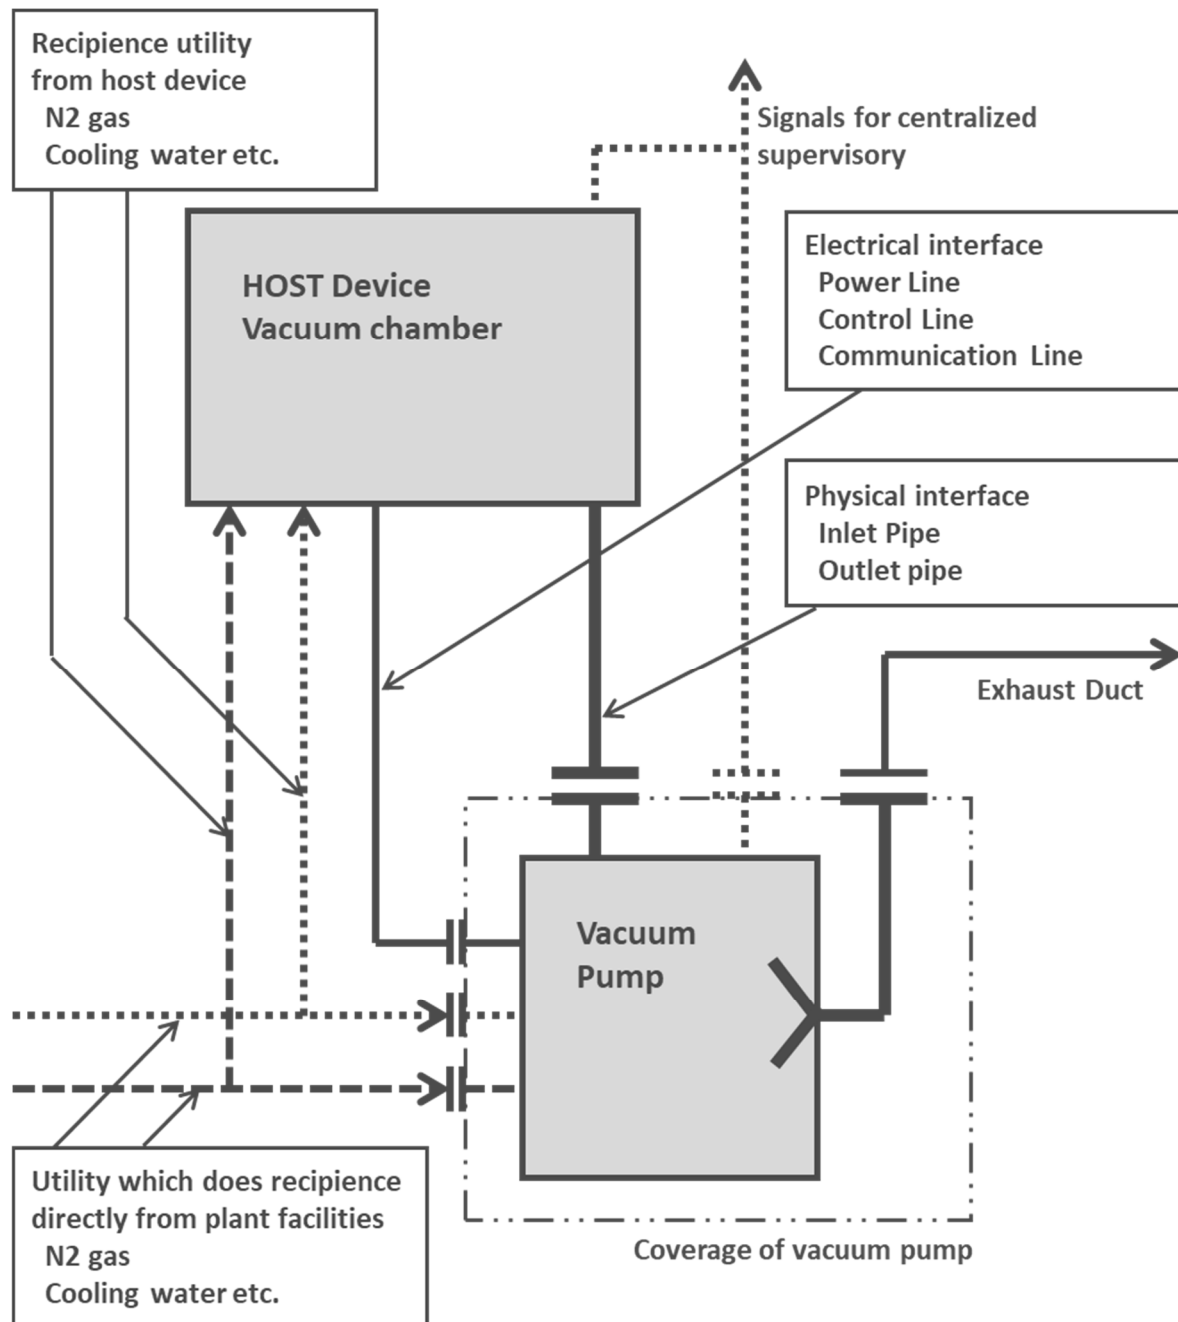 Recipience utility
from host device
N2 gas
Cooling water etc.
Signals for centralized
supervisory
HOST Device
Vacuum chamber
Electrical interface
Power Line
Control Line
Communication Line
Physical interface
Inlet Pipe
Outlet pipe
Exhaust Duct
Vacuum
Pump
Utility which does recipience
directly from plant facilities
N2 gas
Cooling water etc.
Coverage of vacuum pump